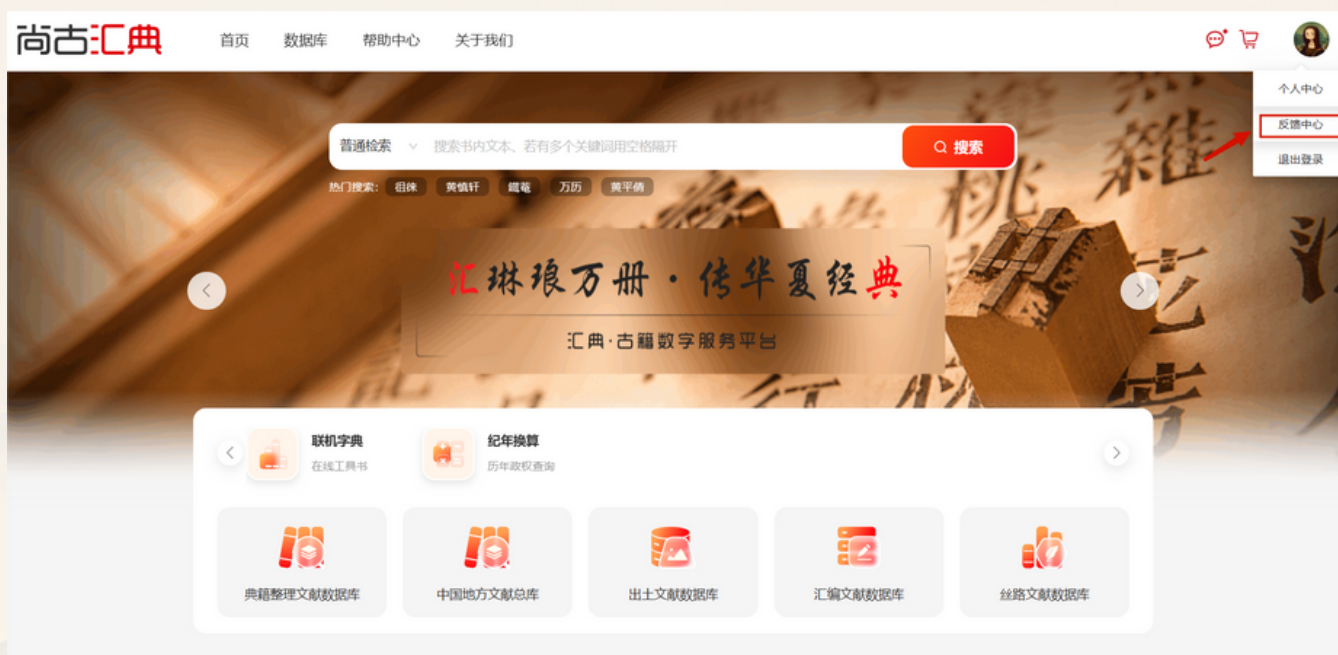 尚古汇典 首页 数据库 帮助中心 关于我们
个人中心
反馈中心
退出登录
普通检索 搜索书内文本、若有多个关键词用空格隔开 搜索
热门搜索： 徂徕 黄慎轩 万历 黄平倩
汇琳琅万册·传华夏经典
汇典·古籍数字服务平台
联机字典 纪年换算
在线工具书 历年政权查询
典籍整理文献数据库 中国地方文献总库 出土文献数据库 汇编文献数据库 丝路文献数据库